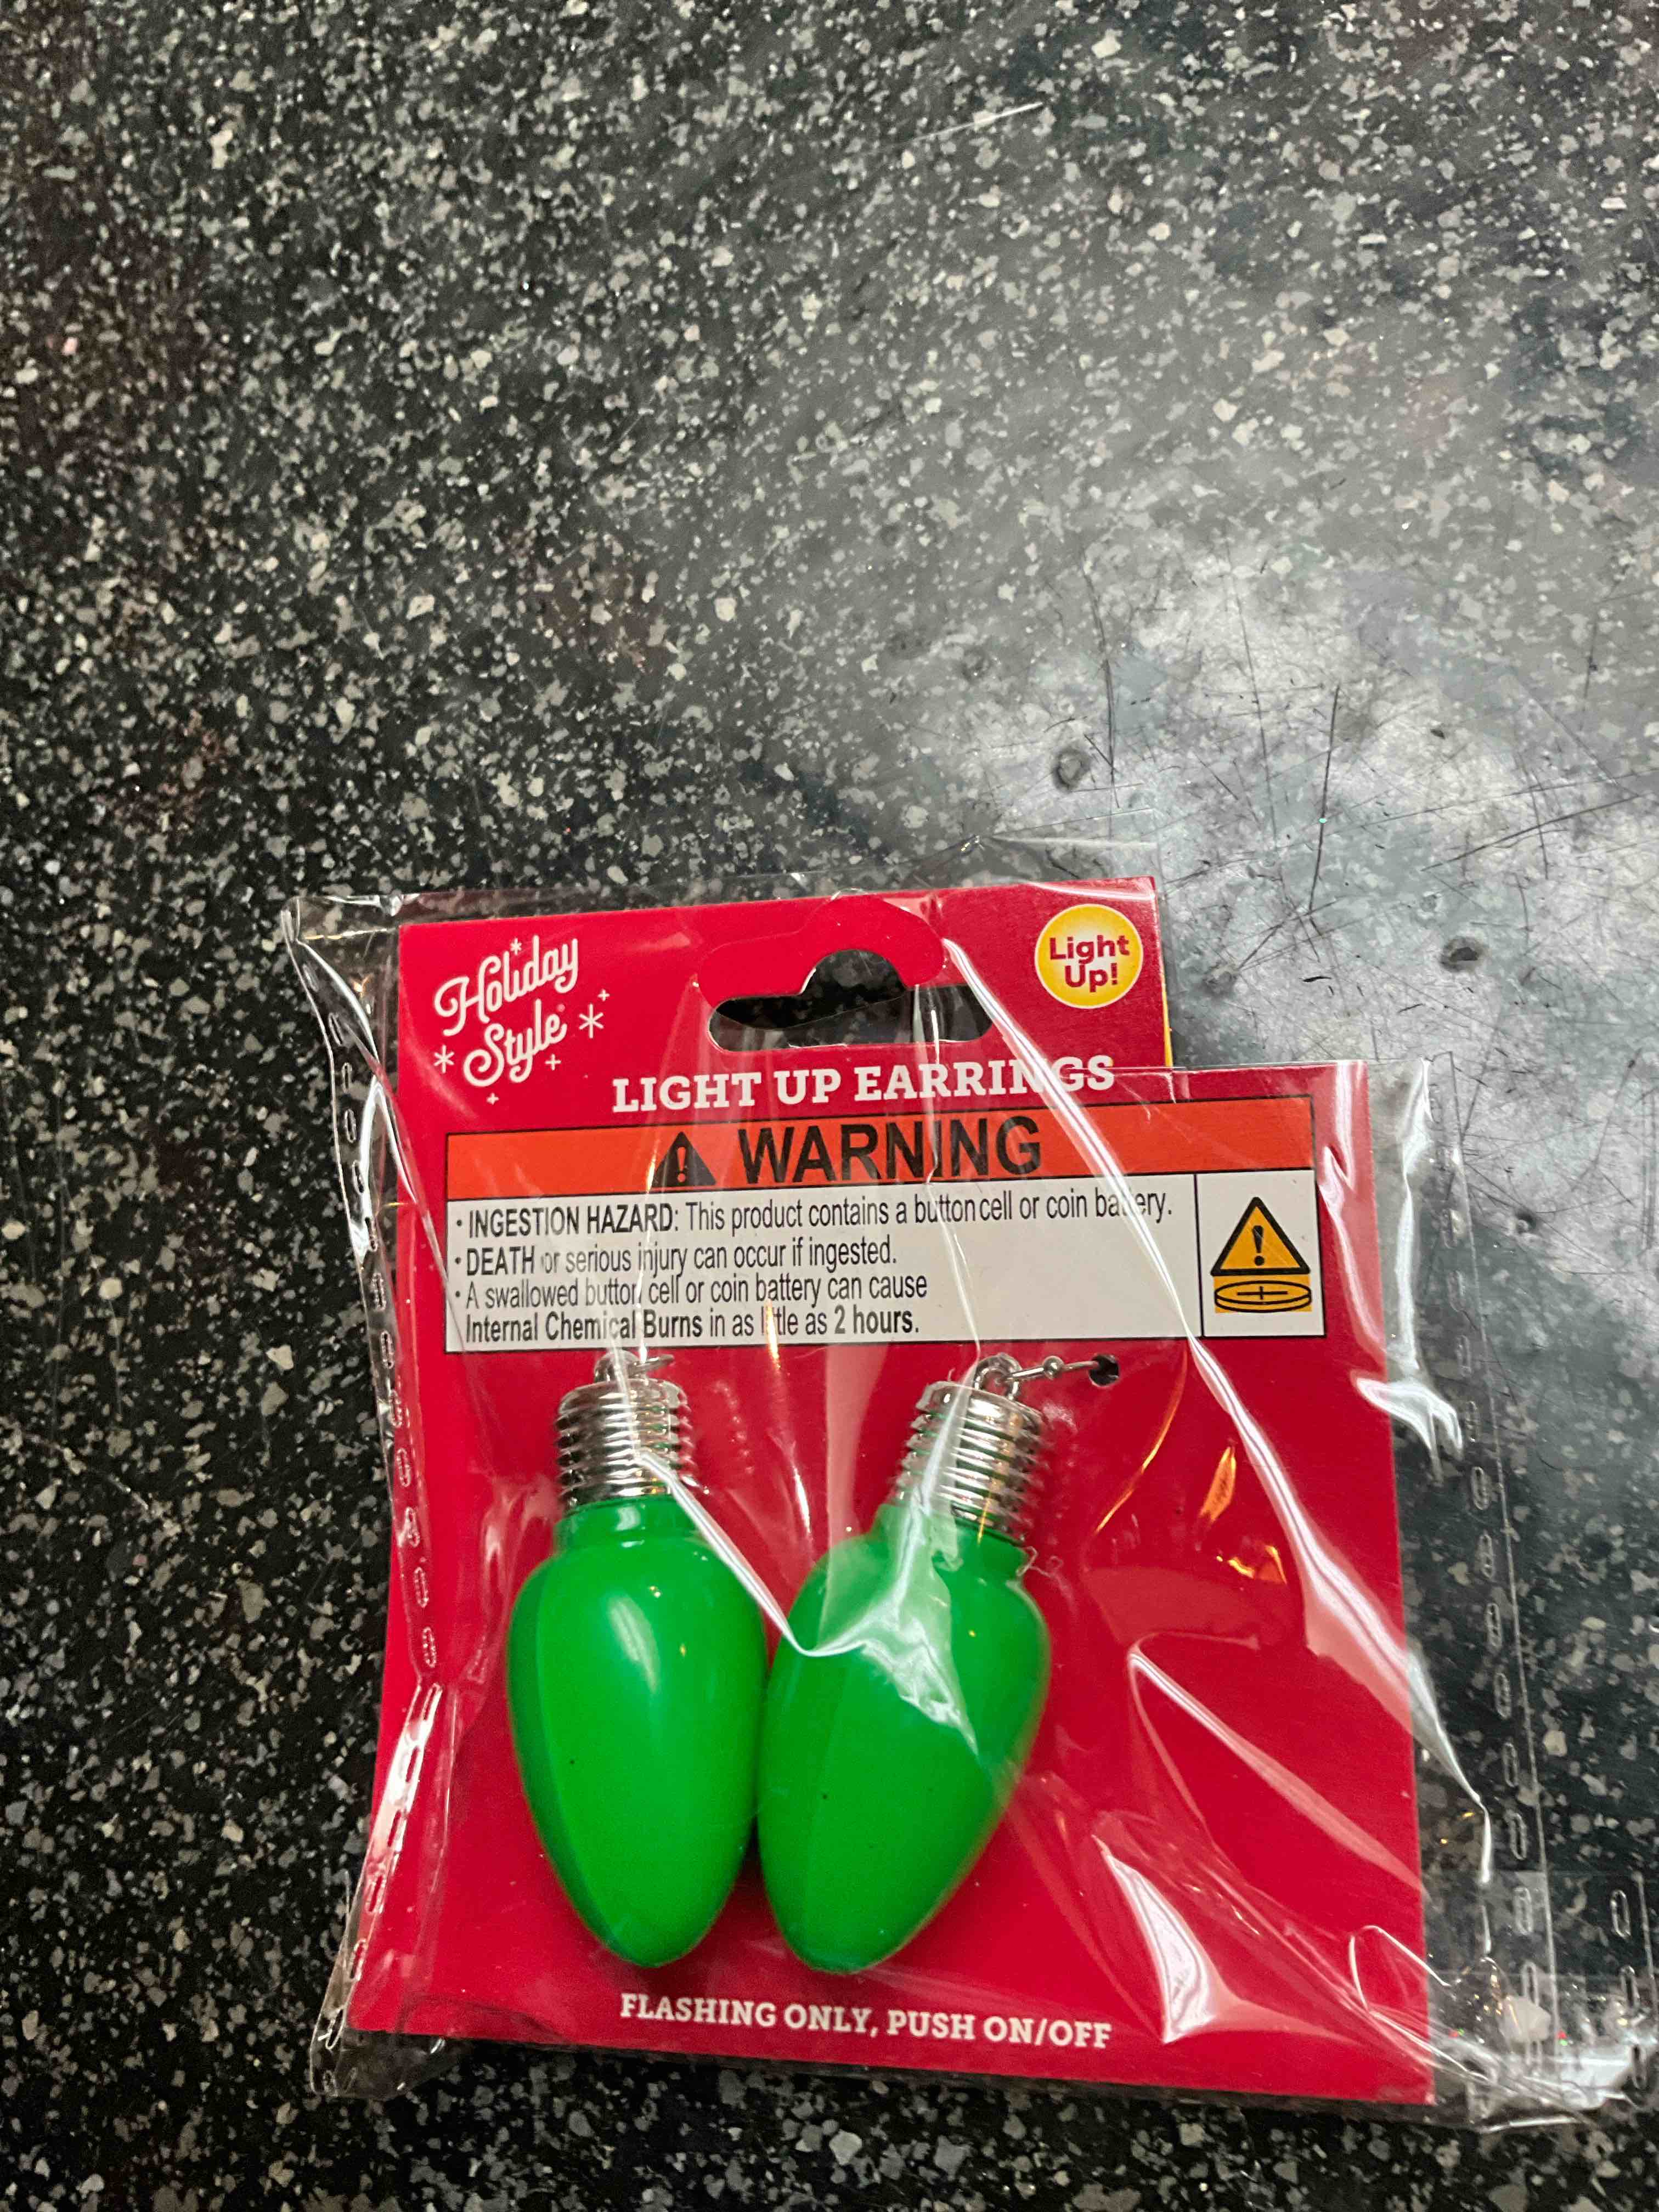 Holiday
Style
Light
Up!
LIGHT UP EARRINGS
WARNING
• INGESTION HAZARD: This product contains a button cell or coin battery.
• DEATH or serious injury can occur if ingested.
• A swallowed button cell or coin battery can cause
Internal Chemical Burns in as little as 2 hours.
FLASHING ONLY, PUSH ON/OFF